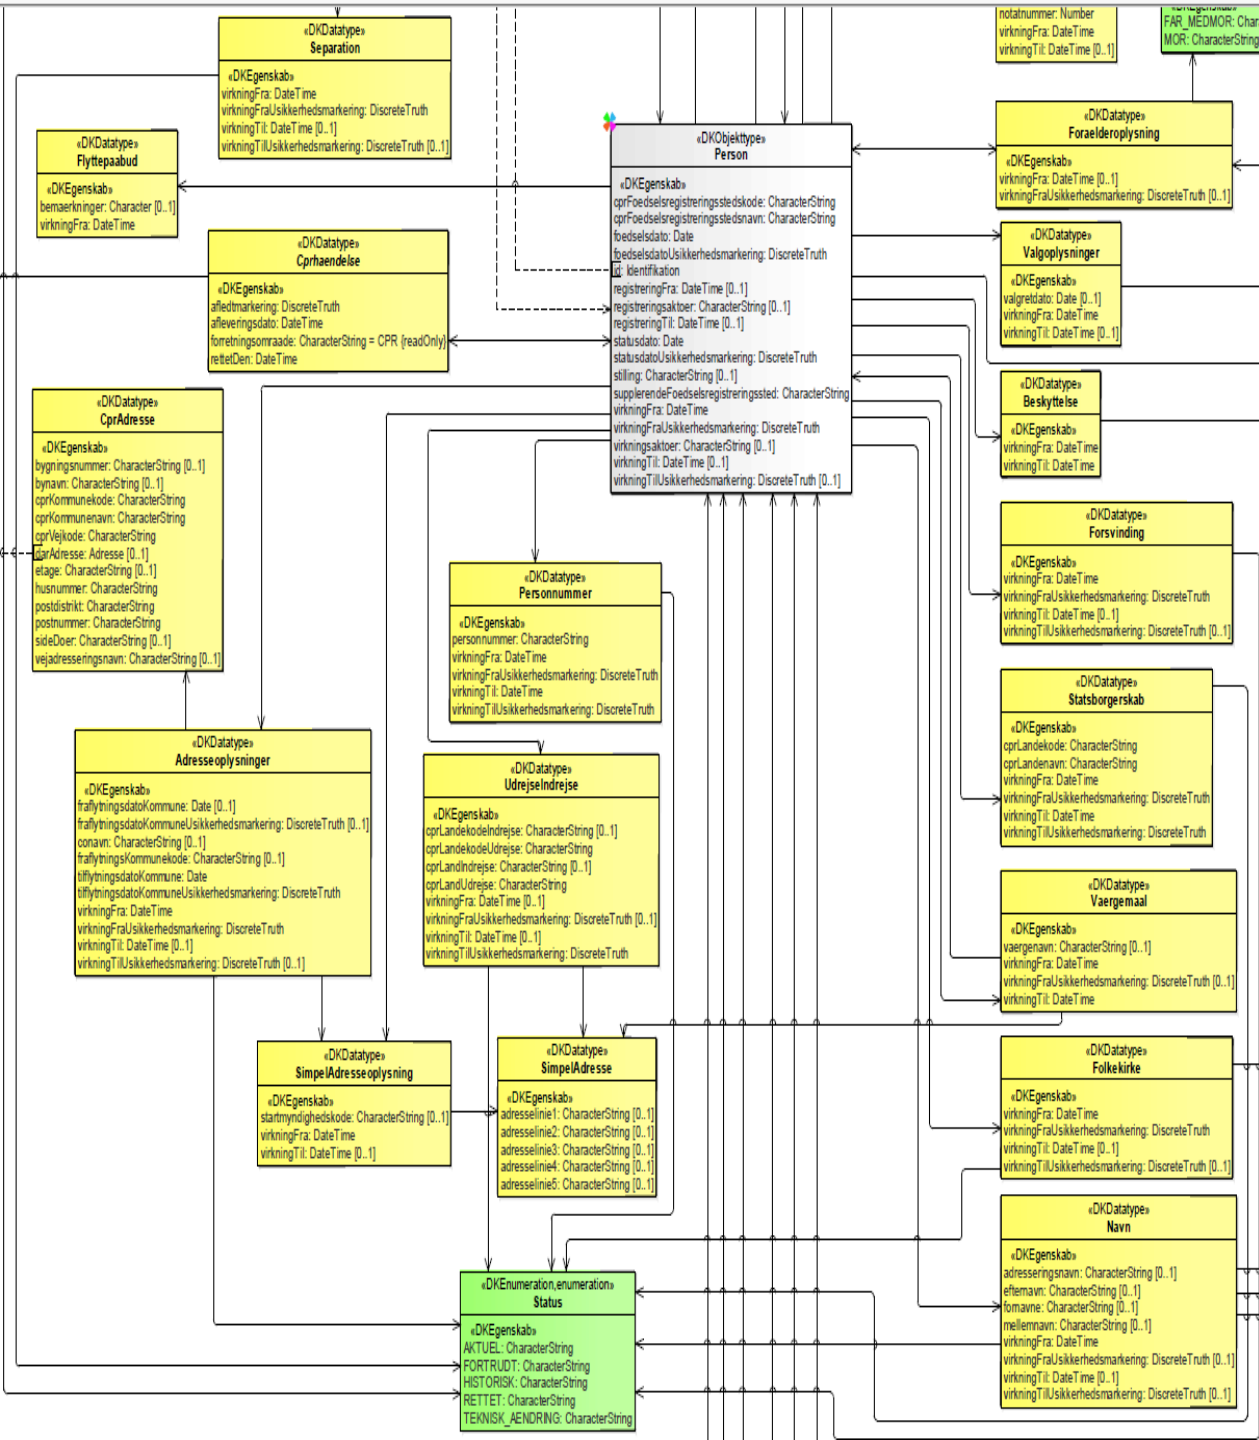 «DKDatatype»
Separation
«DKEgenskab»
virkningFra: DateTime
virkningFraUsikkerhedsmarkering: DiscreteTruth
virkningTil: DateTime [0..1]
virkningTilUsikkerhedsmarkering: DiscreteTruth [0..1]
notatnummer: Number
virkningFra: DateTime
virkningTil: DateTime [0..1]
«DKEgenskab»
FAR_MEDMOR: Char
MOR: CharacterString
«DKDatatype»
Flyttepaabud
«DKEgenskab»
bemaerkninger: Character [0..1]
virkningFra: DateTime
«DKObjekttype»
Person
«DKEgenskab»
cprFoedselsregistreringsstedskode: CharacterString
cprFoedselsregistreringsstedsnavn: CharacterString
foedselsdato: Date
foedselsdatoUsikkerhedsmarkering: DiscreteTruth
id: Identifikation
registreringFra: DateTime [0..1]
registreringsaktoer: CharacterString [0..1]
registreringTil: DateTime [0..1]
statusdato: Date
statusdatoUsikkerhedsmarkering: DiscreteTruth
stilling: CharacterString [0..1]
supplerendeFoedselsregistreringssted: CharacterString
virkningFra: DateTime
virkningFraUsikkerhedsmarkering: DiscreteTruth
virkningsaktoer: CharacterString [0..1]
virkningTil: DateTime [0..1]
virkningTilUsikkerhedsmarkering: DiscreteTruth [0..1]
«DKDatatype»
Foraelderoplysning
«DKEgenskab»
virkningFra: DateTime [0..1]
virkningFraUsikkerhedsmarkering: DiscreteTruth [0..1]
«DKDatatype»
Cprhaendelse
«DKEgenskab»
afledtmarkering: DiscreteTruth
afleveringsdato: DateTime
forretningsomraade: CharacterString = CPR {readOnly}
rettetDen: DateTime
«DKDatatype»
Valgoplysninger
«DKEgenskab»
valgretdato: Date [0..1]
virkningFra: DateTime
virkningTil: DateTime [0..1]
«DKDatatype»
Beskyttelse
«DKEgenskab»
virkningFra: DateTime
virkningTil: DateTime
«DKDatatype»
CprAdresse
«DKEgenskab»
bygningsnummer: CharacterString [0..1]
bynavn: CharacterString [0..1]
cprKommunekode: CharacterString
cprKommunenavn: CharacterString
cprVejkode: CharacterString
darAdresse: Adresse [0..1]
etage: CharacterString [0..1]
husnummer: CharacterString
postdistrikt: CharacterString
postnummer: CharacterString
sideDoer: CharacterString [0..1]
vejadresseringsnavn: CharacterString [0..1]
«DKDatatype»
Forsvinding
virkningFra: DateTime
virkningFraUsikkerhedsmarkering: DiscreteTruth
virkningTil: DateTime [0..1]
virkningTilUsikkerhedsmarkering: DiscreteTruth [0..1]
«DKEgenskab»
«DKDatatype»
Personnummer
«DKEgenskab»
personnummer: CharacterString
virkningFra: DateTime
virkningFraUsikkerhedsmarkering: DiscreteTruth
virkningTil: DateTime
virkningTilUsikkerhedsmarkering: DiscreteTruth
«DKDatatype»
Statsborgerskab
«DKEgenskab»
cprLandekode: CharacterString
cprLandenavn: CharacterString
virkningFra: DateTime
virkningFraUsikkerhedsmarkering: DiscreteTruth
virkningTil: DateTime
virkningTilUsikkerhedsmarkering: DiscreteTruth
«DKDatatype»
Adresseoplysninger
«DKEgenskab»
fraflytningsdatoKommune: Date [0..1]
fraflytningsdatoKommuneUsikkerhedsmarkering: DiscreteTruth [0..1]
conavn: CharacterString [0..1]
fraflytningsKommunekode: CharacterString [0..1]
tilflytningsdatoKommune: Date
tilflytningsdatoKommuneUsikkerhedsmarkering: DiscreteTruth
virkningFra: DateTime
virkningFraUsikkerhedsmarkering: DiscreteTruth
virkningTil: DateTime [0..1]
virkningTilUsikkerhedsmarkering: DiscreteTruth [0..1]
«DKDatatype»
UdrejseIndrejse
«DKEgenskab»
cprLandekodeIndrejse: CharacterString [0..1]
cprLandekodeUdrejse: CharacterString
cprLandIndrejse: CharacterString [0..1]
cprLandUdrejse: CharacterString
virkningFra: DateTime [0..1]
virkningFraUsikkerhedsmarkering: DiscreteTruth [0..1]
virkningTil: DateTime [0..1]
virkningTilUsikkerhedsmarkering: DiscreteTruth
«DKDatatype»
Vaergemaal
«DKEgenskab»
vaergenavn: CharacterString [0..1]
virkningFra: DateTime
virkningFraUsikkerhedsmarkering: DiscreteTruth [0..1]
virkningTil: DateTime
«DKDatatype»
SimpelAdresseoplysning
«DKEgenskab»
startmyndighedskode: CharacterString [0..1]
virkningFra: DateTime
virkningTil: DateTime [0..1]
«DKDatatype»
SimpelAdresse
«DKEgenskab»
adresselinie1: CharacterString [0..1]
adresselinie2: CharacterString [0..1]
adresselinie3: CharacterString [0..1]
adresselinie4: CharacterString [0..1]
adresselinie5: CharacterString [0..1]
«DKDatatype»
Folkekirke
«DKEgenskab»
virkningFra: DateTime
virkningFraUsikkerhedsmarkering: DiscreteTruth
virkningTil: DateTime [0..1]
virkningTilUsikkerhedsmarkering: DiscreteTruth [0..1]
«DKDatatype»
Navn
«DKEgenskab»
adresseringsnavn: CharacterString [0..1]
efternavn: CharacterString [0..1]
fornavne: CharacterString [0..1]
mellemnavn: CharacterString [0..1]
virkningFra: DateTime
virkningFraUsikkerhedsmarkering: DiscreteTruth [0..1]
virkningTil: DateTime [0..1]
virkningTilUsikkerhedsmarkering: DiscreteTruth [0..1]
«DKEnumeration,enumeration»
Status
«DKEgenskab»
AKTUEL: CharacterString
FORTRUDT: CharacterString
HISTORISK: CharacterString
RETTET: CharacterString
TEKNISK_AENDRING: CharacterString